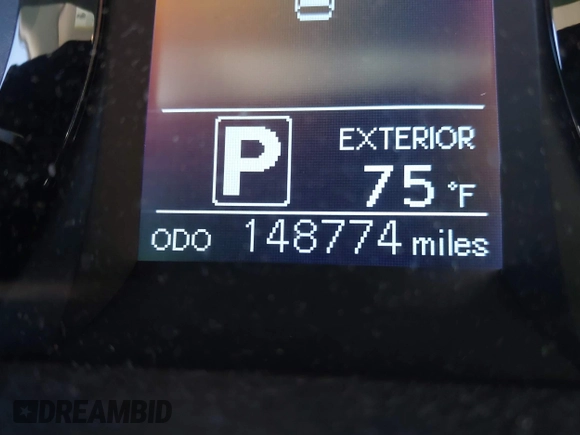 P
EXTERIOR
75 °F
ODO 148774 miles
DREAMBID